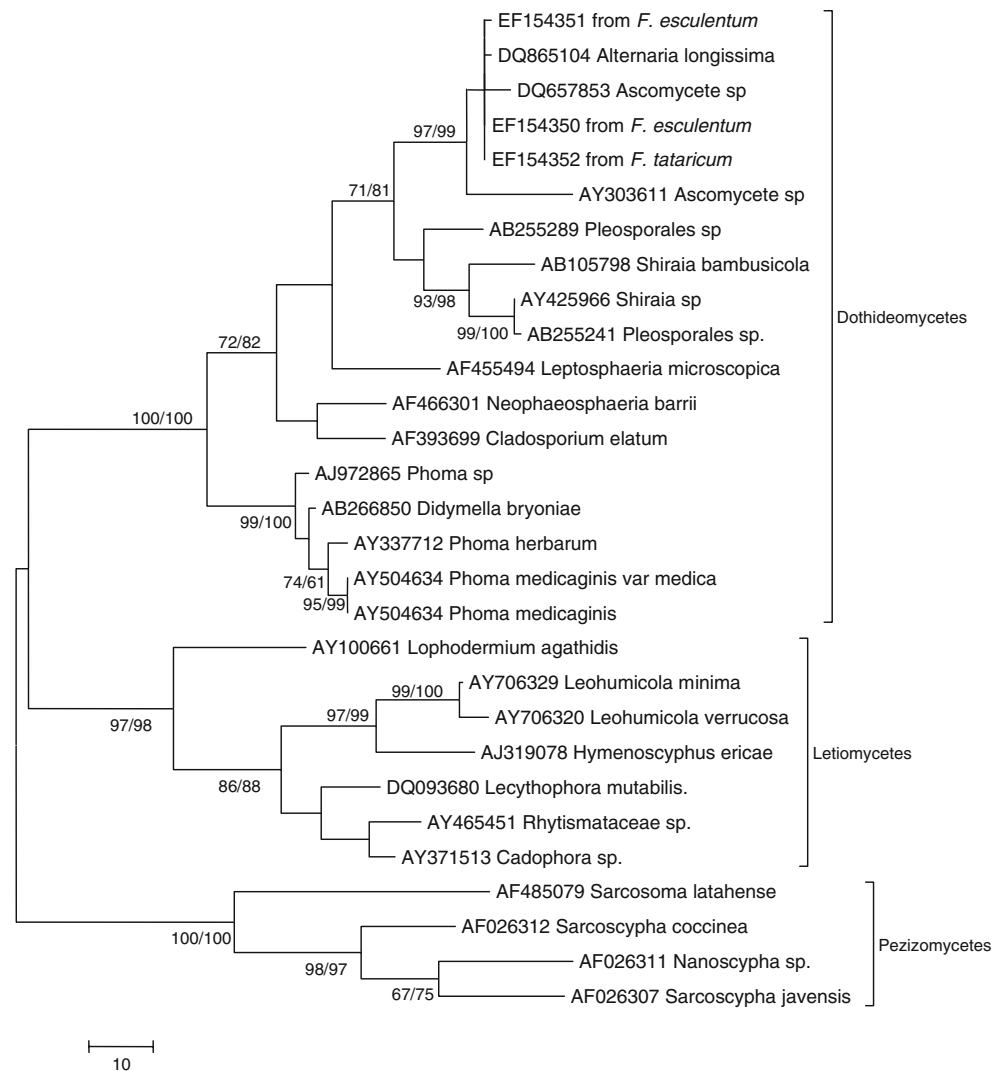 EF154351 from F. esculentum
DQ865104 Alternaria longissima
DQ657853 Ascomycete sp
EF154350 from F. esculentum
97/99
EF154352 from F. tataricum
71/81
AY303611 Ascomycete sp
AB255289 Pleosporales sp
AB105798 Shiraia bambusicola
93/98
AY425966 Shiraia sp
Dothideomycetes
99/100
AB255241 Pleosporales sp.
72/82
AF455494 Leptosphaeria microscopica
AF466301 Neophaeosphaeria barrii
100/100
AF393699 Cladosporium elatum
AJ972865 Phoma sp
99/100
AB266850 Didymella bryoniae
AY337712 Phoma herbarum
74/61
AY504634 Phoma medicaginis var medica
95/99
AY504634 Phoma medicaginis
AY100661 Lophodermium agathidis
99/100
AY706329 Leohumicola minima
97/98
97/99
AY706320 Leohumicola verrucosa
AJ319078 Hymenoscyphus ericae
Letiomycetes
86/88
DQ093680 Lecythophora mutabilis.
AY465451 Rhytismataceae sp.
AY371513 Cadophora sp.
AF485079 Sarcosoma latahense
100/100
AF026312 Sarcoscypha coccinea
Pezizomycetes
98/97
AF026311 Nanoscypha sp.
67/75
AF026307 Sarcoscypha javensis
10